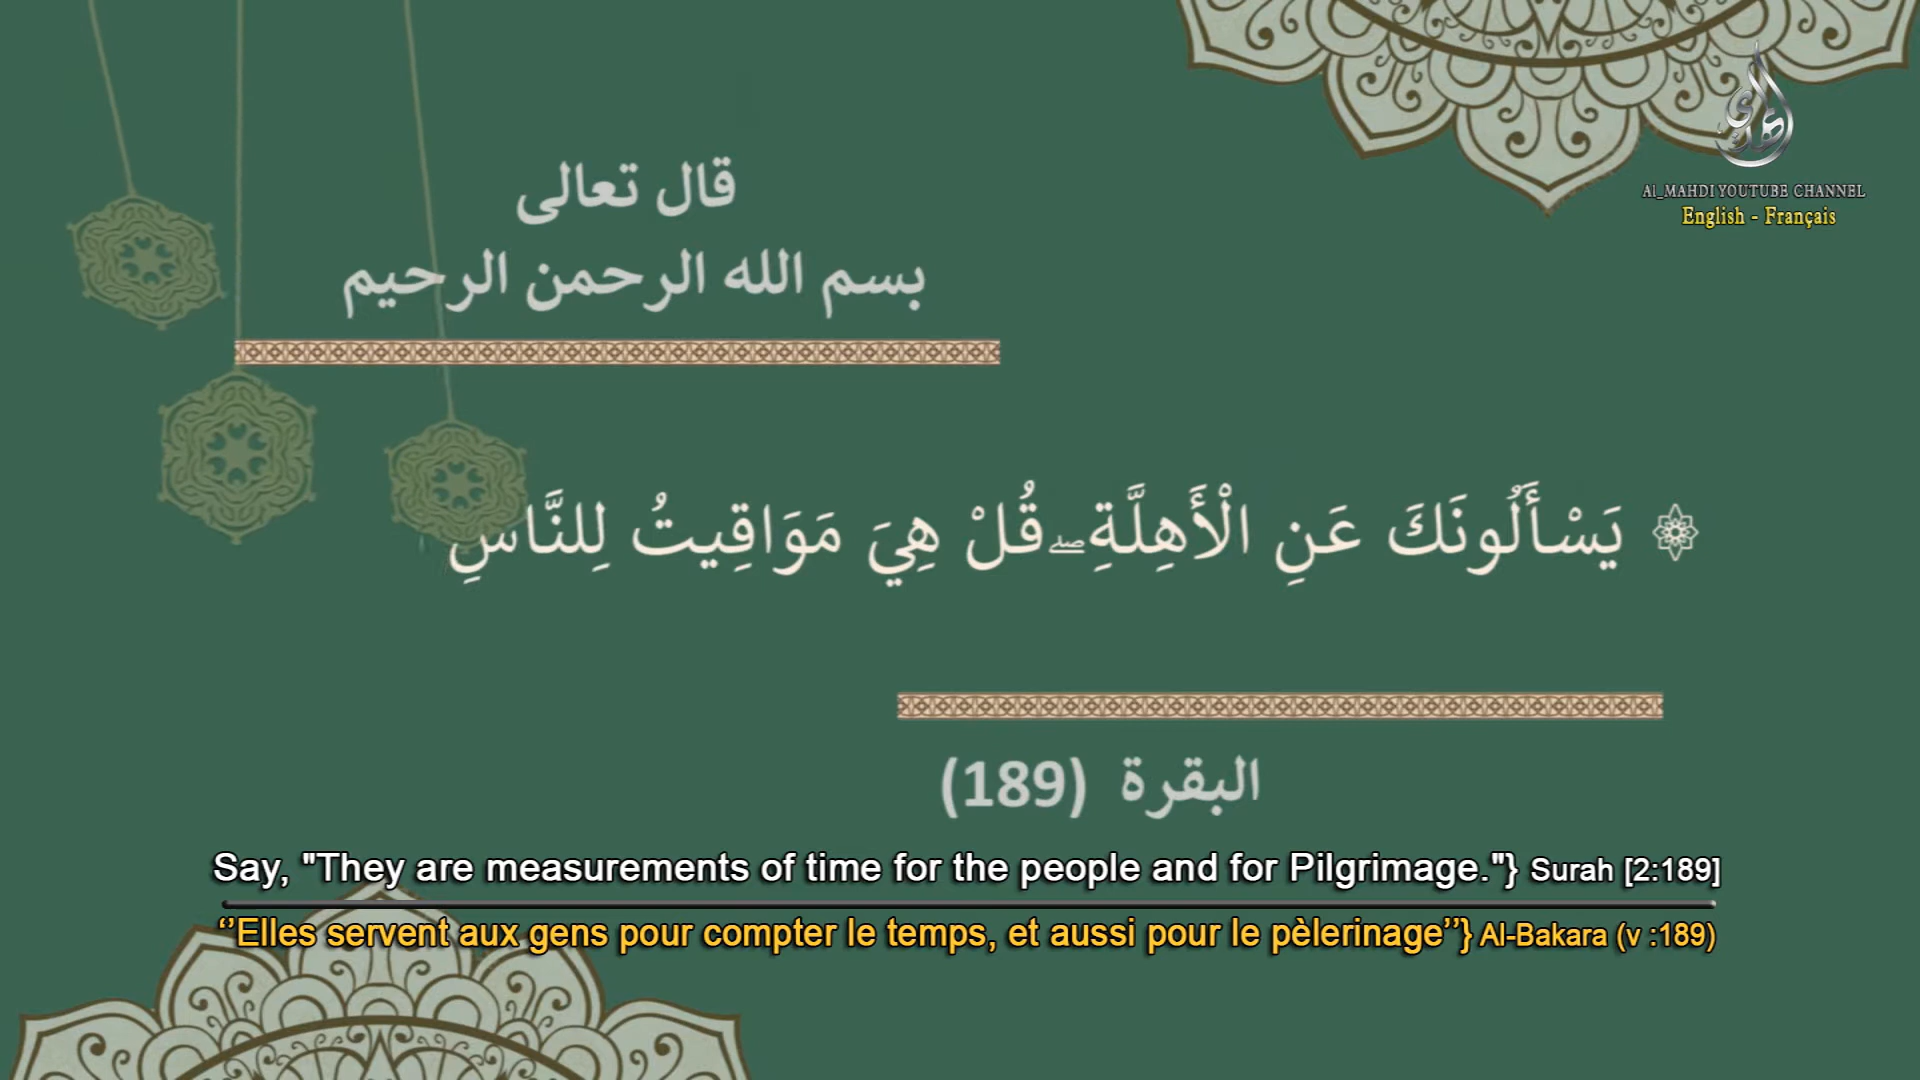 قال تعالى
بسم الله الرحمن الرحيم
Al_MAHDI YOUTUBE CHANNEL
English - Français
۞ يَسْأَلُونَكَ عَنِ الْأَهِلَّةِ ۖ قُلْ هِيَ مَوَاقِيتُ لِلنَّاسِ
البقرة (189)
Say, "They are measurements of time for the people and for Pilgrimage."} Surah [2:189]
‘’Elles servent aux gens pour compter le temps, et aussi pour le pèlerinage’’} Al-Bakara (v :189)